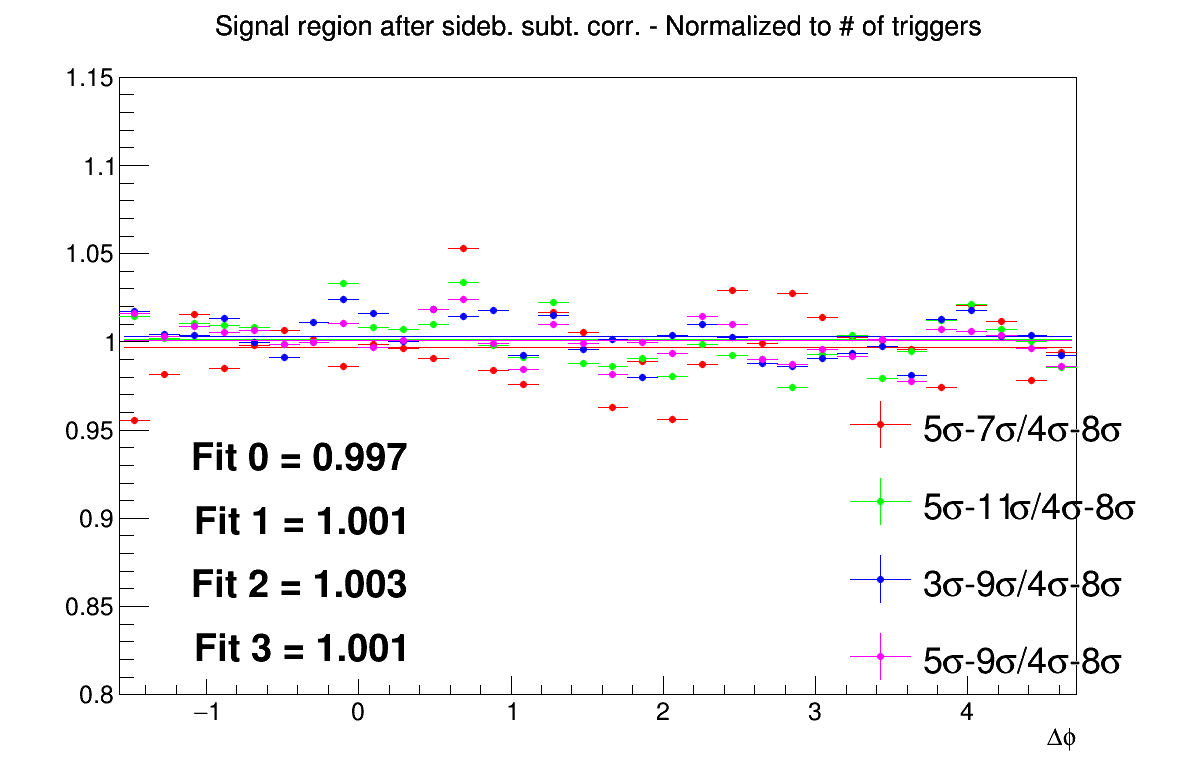 Signal region after sideb. subt. corr. - Normalized to # of triggers
1.15
1.1
1.05
1
0.95
0.9
0.85
0.8
Fit 0 = 0.997
Fit 1 = 1.001
Fit 2 = 1.003
Fit 3 = 1.001
5σ-7σ/4σ-8σ
5σ-11σ/4σ-8σ
3σ-9σ/4σ-8σ
5σ-9σ/4σ-8σ
−1 0 1 2 3 4
Δϕ